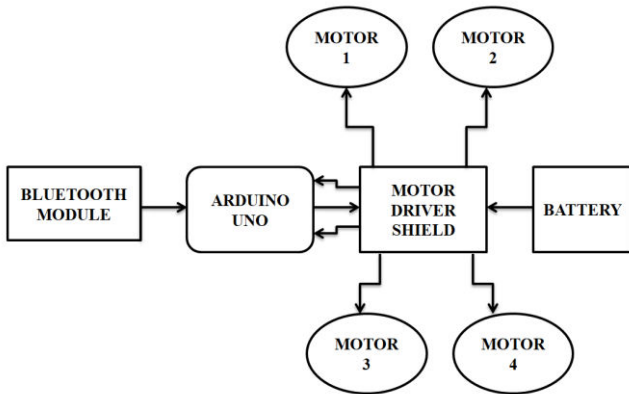 MOTOR
1
MOTOR
2
BLUETOOTH
MODULE
ARDUINO
UNO
MOTOR
DRIVER
SHIELD
BATTERY
MOTOR
3
MOTOR
4